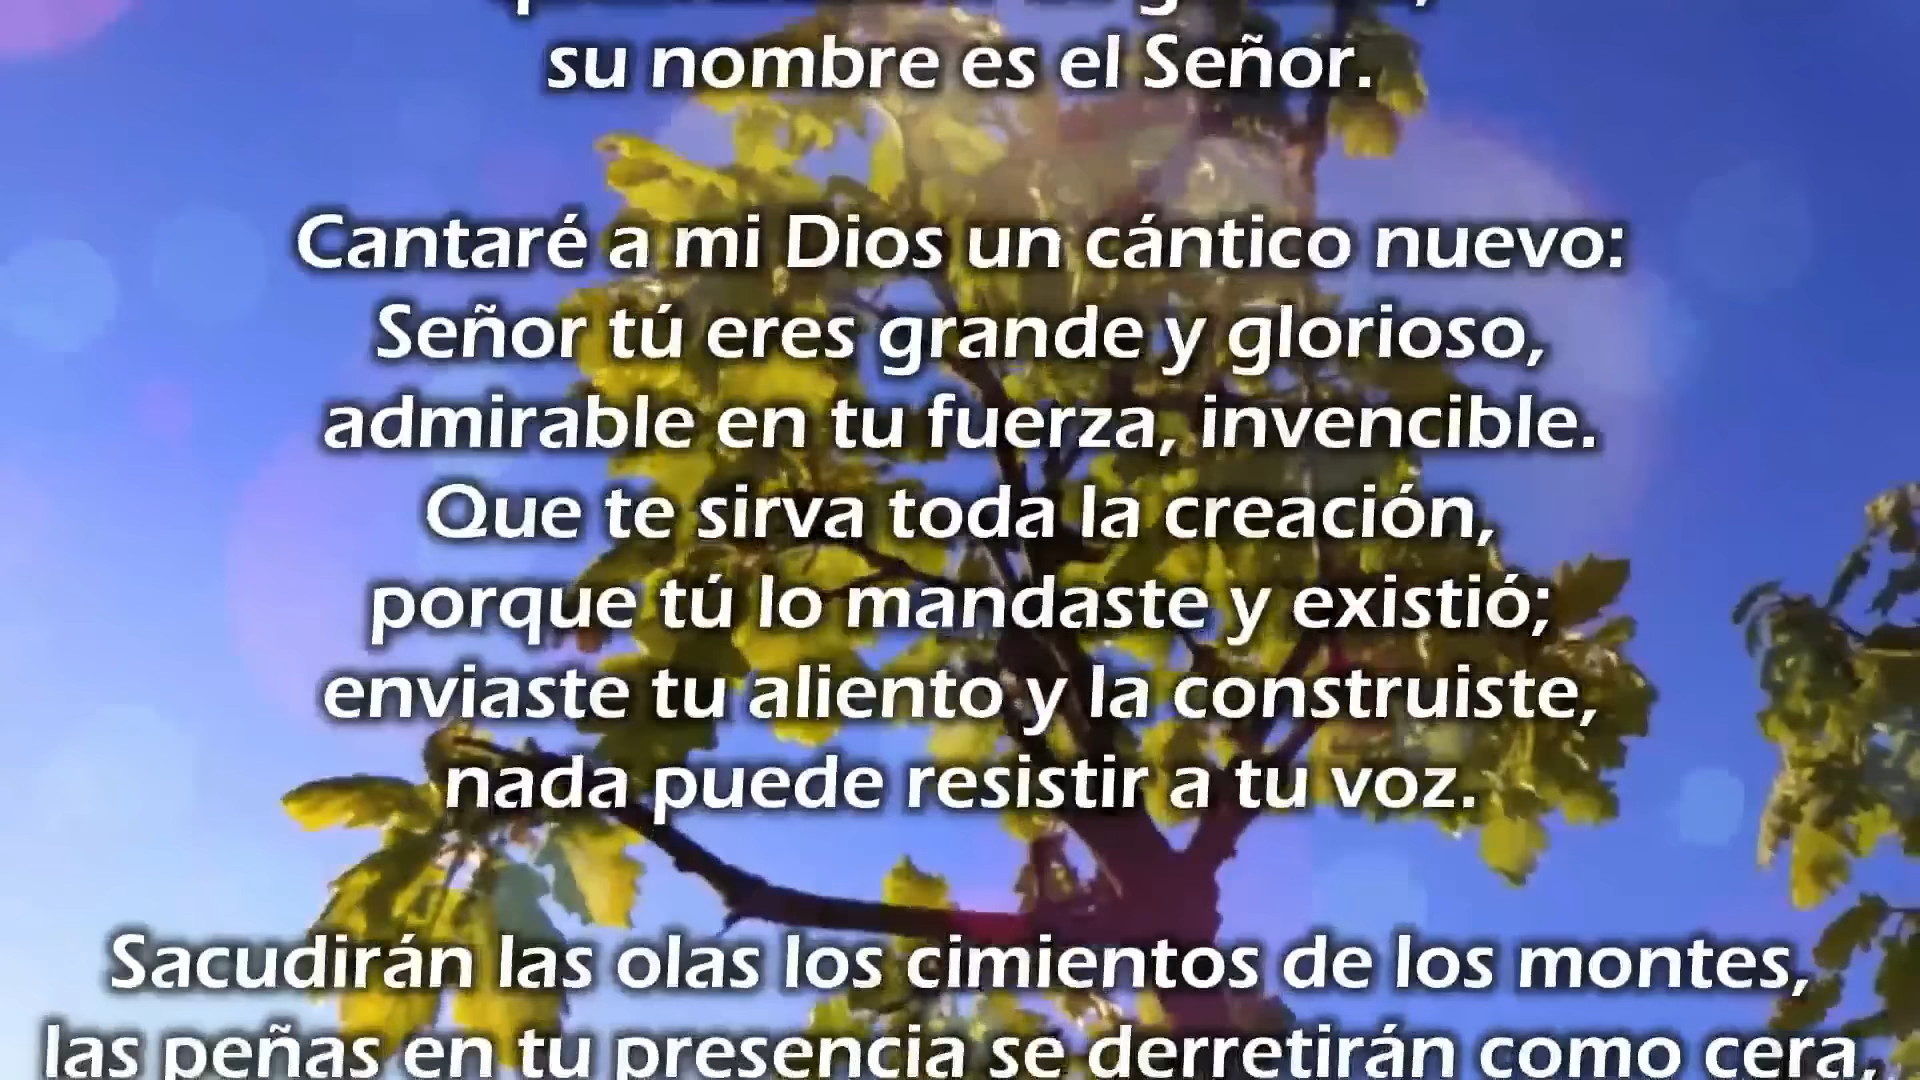 su nombre es el Señor.
Cantaré a mi Dios un cántico nuevo:
Señor tú eres grande y glorioso,
admirable en tu fuerza, invencible.
Que te sirva toda la creación,
porque tú lo mandaste y existió;
enviaste tu aliento y la construiste,
nada puede resistir a tu voz.
Sacudirán las olas los cimientos de los montes,
las peñas en tu presencia se derretirán como cera,